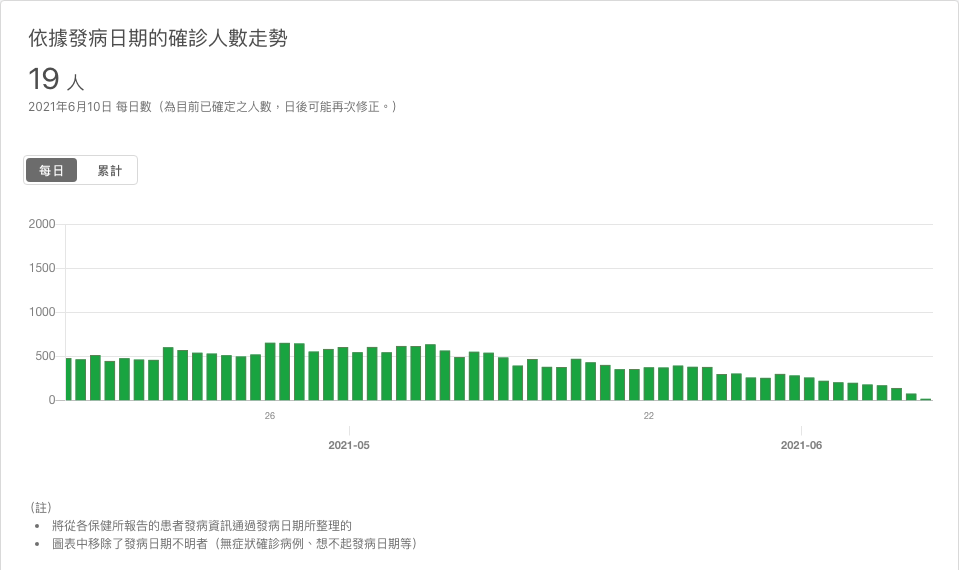 依據發病日期的確診人數走勢
19 人
2021年6月10日 每日數（為目前已確定之人數，日後可能再次修正。）
每日 累計
2000
1500
1000
500
0
26 22
2021-05 2021-06
（註）
• 將從各保健所報告的患者發病資訊通過發病日期所整理的
• 圖表中移除了發病日期不明者（無症狀確診病例、想不起發病日期等）